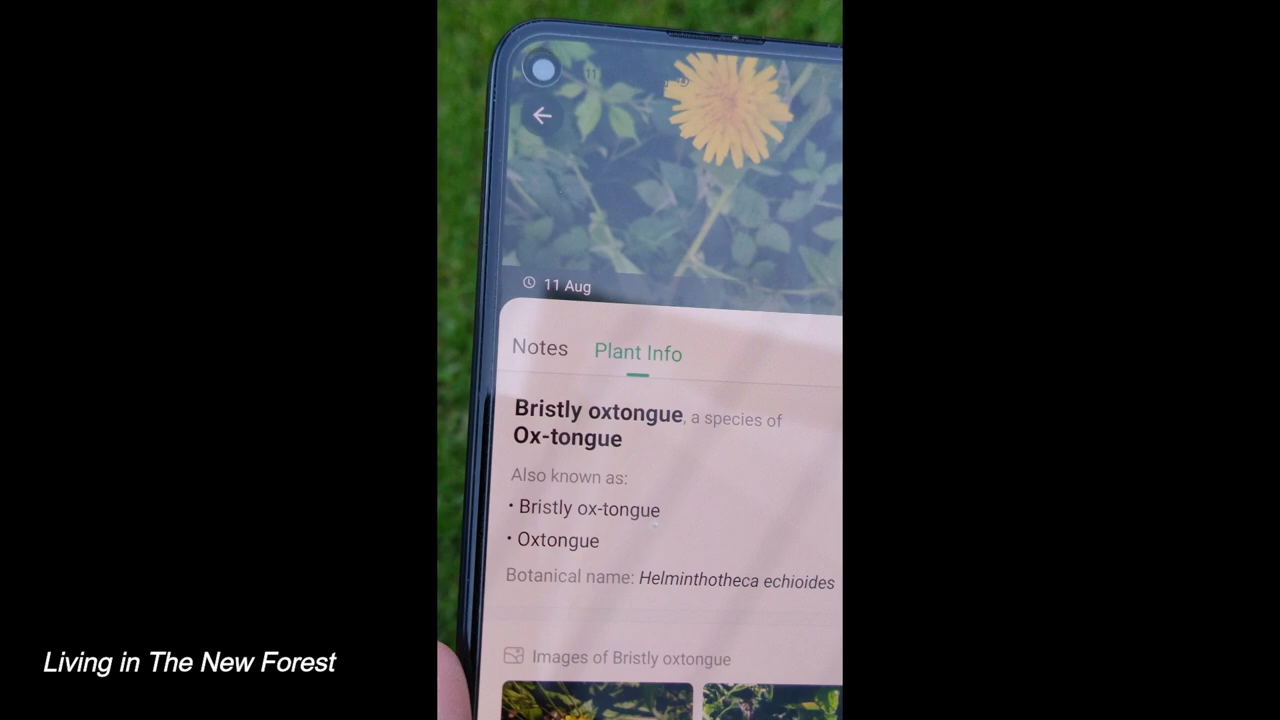 11 Aug
Notes Plant Info
Bristly oxtongue, a species of
Ox-tongue
Also known as:
• Bristly ox-tongue
• Oxtongue
Botanical name: Helminthotheca echioides
Images of Bristly oxtongue
Living in The New Forest